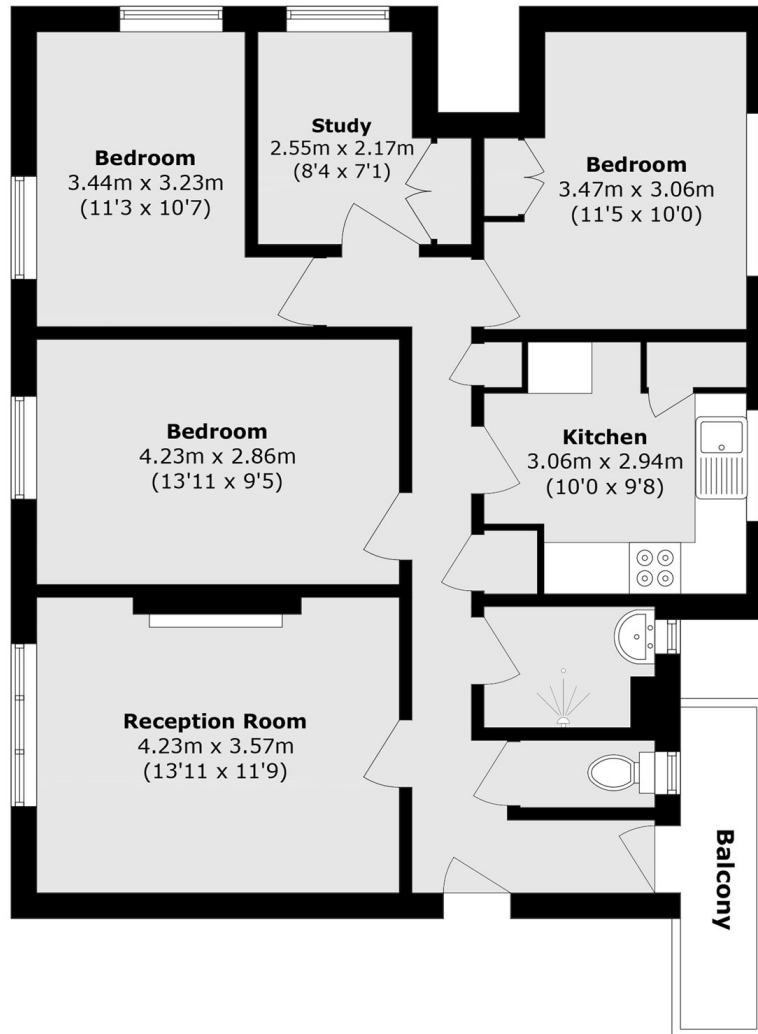 Bedroom
3.44m x 3.23m
(11'3 x 10'7)
Study
2.55m x 2.17m
(8'4 x 7'1)
Bedroom
3.47m x 3.06m
(11'5 x 10'0)
Bedroom
4.23m x 2.86m
(13'11 x 9'5)
Kitchen
3.06m x 2.94m
(10'0 x 9'8)
Reception Room
4.23m x 3.57m
(13'11 x 11'9)
Balcony